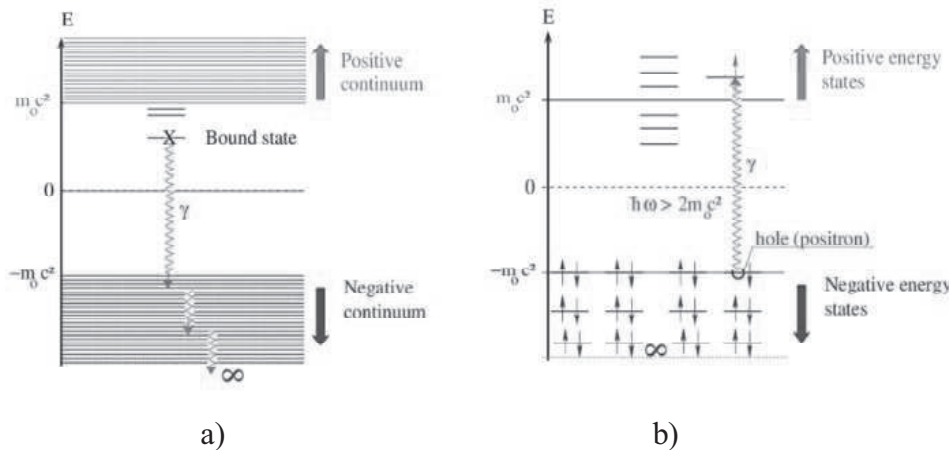 E
Positive
continuum
m₀c²
X
Bound state
0
γ
−m₀c²
Negative
continuum
∞
a)
E
Positive energy
states
m₀c²
γ
0
ħω > 2m₀c²
hole (positron)
−m₀c²
Negative energy
states
∞
b)